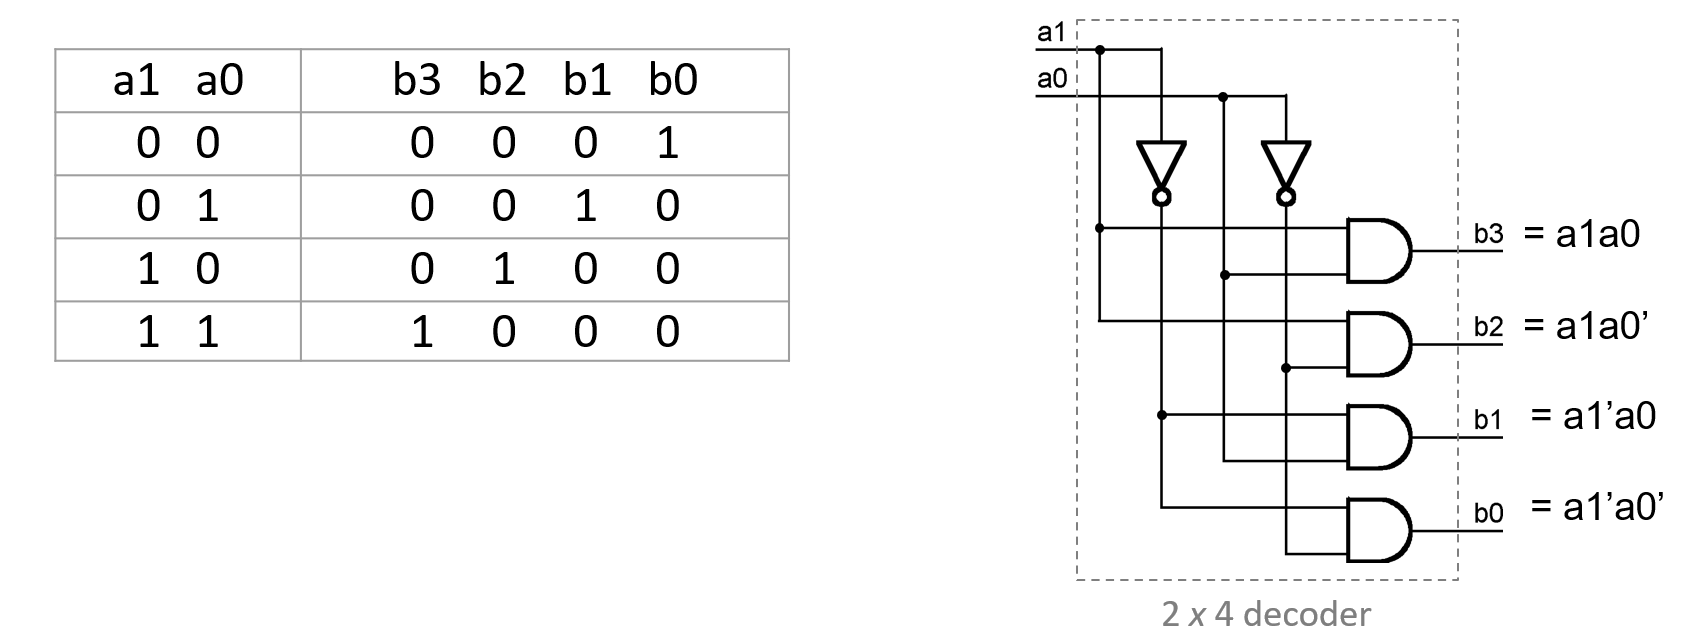 a1 a0 b3 b2 b1 b0
0 0 0 0 0 1
0 1 0 0 1 0
1 0 0 1 0 0
1 1 1 0 0 0
a1
a0
b3 = a1a0
b2 = a1a0’
b1 = a1’a0
b0 = a1’a0’
2 x 4 decoder